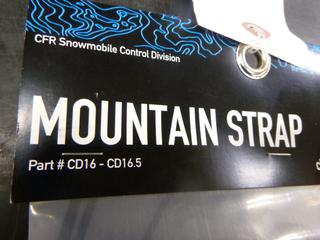 CFR Snowmobile Control Division
MOUNTAIN STRAP
Part # CD16 - CD16.5